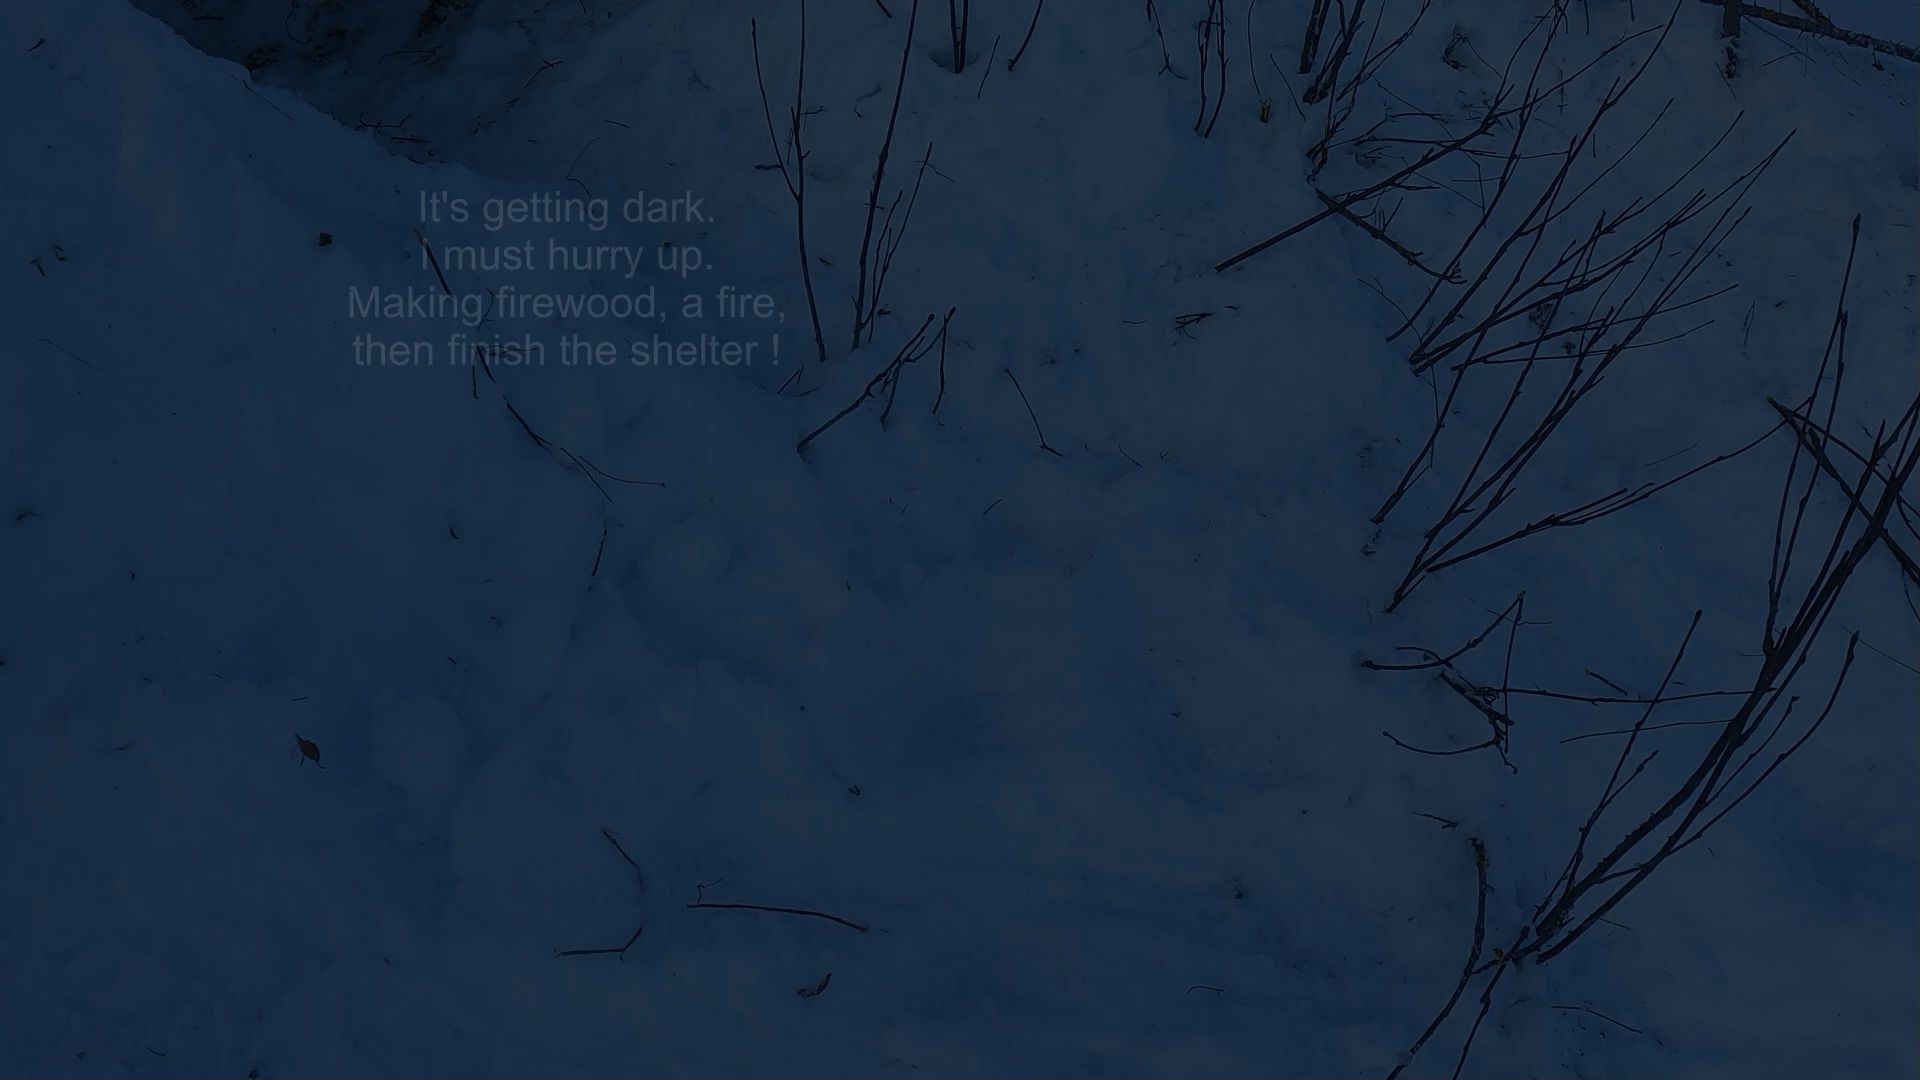 It's getting dark.
I must hurry up.
Making firewood, a fire,
then finish the shelter !